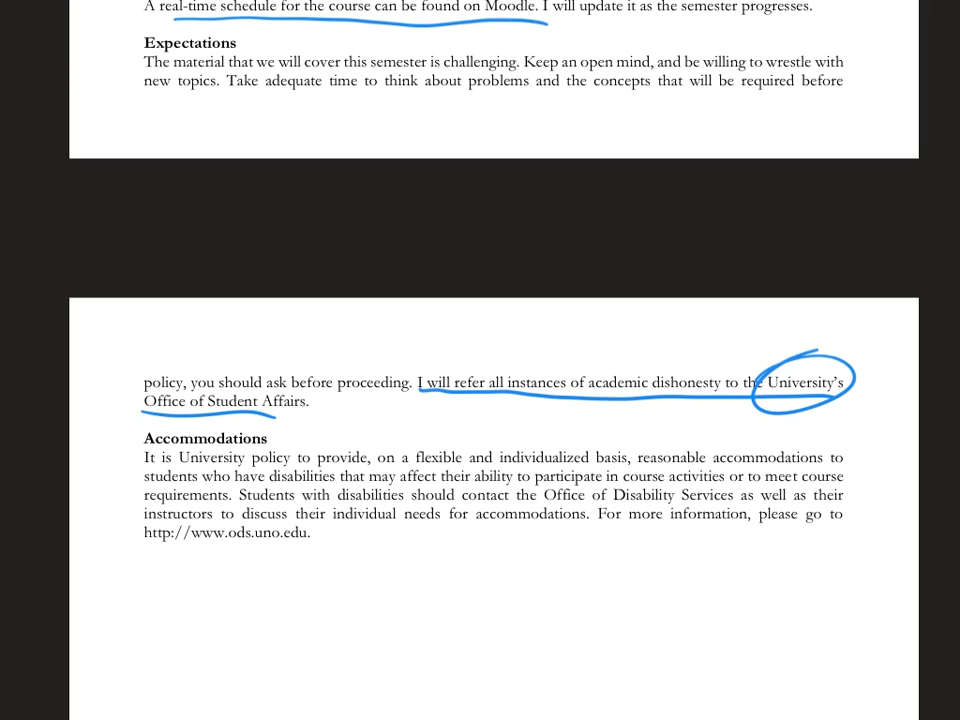 A real-time schedule for the course can be found on Moodle. I will update it as the semester progresses.
Expectations
The material that we will cover this semester is challenging. Keep an open mind, and be willing to wrestle with
new topics. Take adequate time to think about problems and the concepts that will be required before
policy, you should ask before proceeding. I will refer all instances of academic dishonesty to the University’s
Office of Student Affairs.
Accommodations
It is University policy to provide, on a flexible and individualized basis, reasonable accommodations to
students who have disabilities that may affect their ability to participate in course activities or to meet course
requirements. Students with disabilities should contact the Office of Disability Services as well as their
instructors to discuss their individual needs for accommodations. For more information, please go to
http://www.ods.uno.edu.